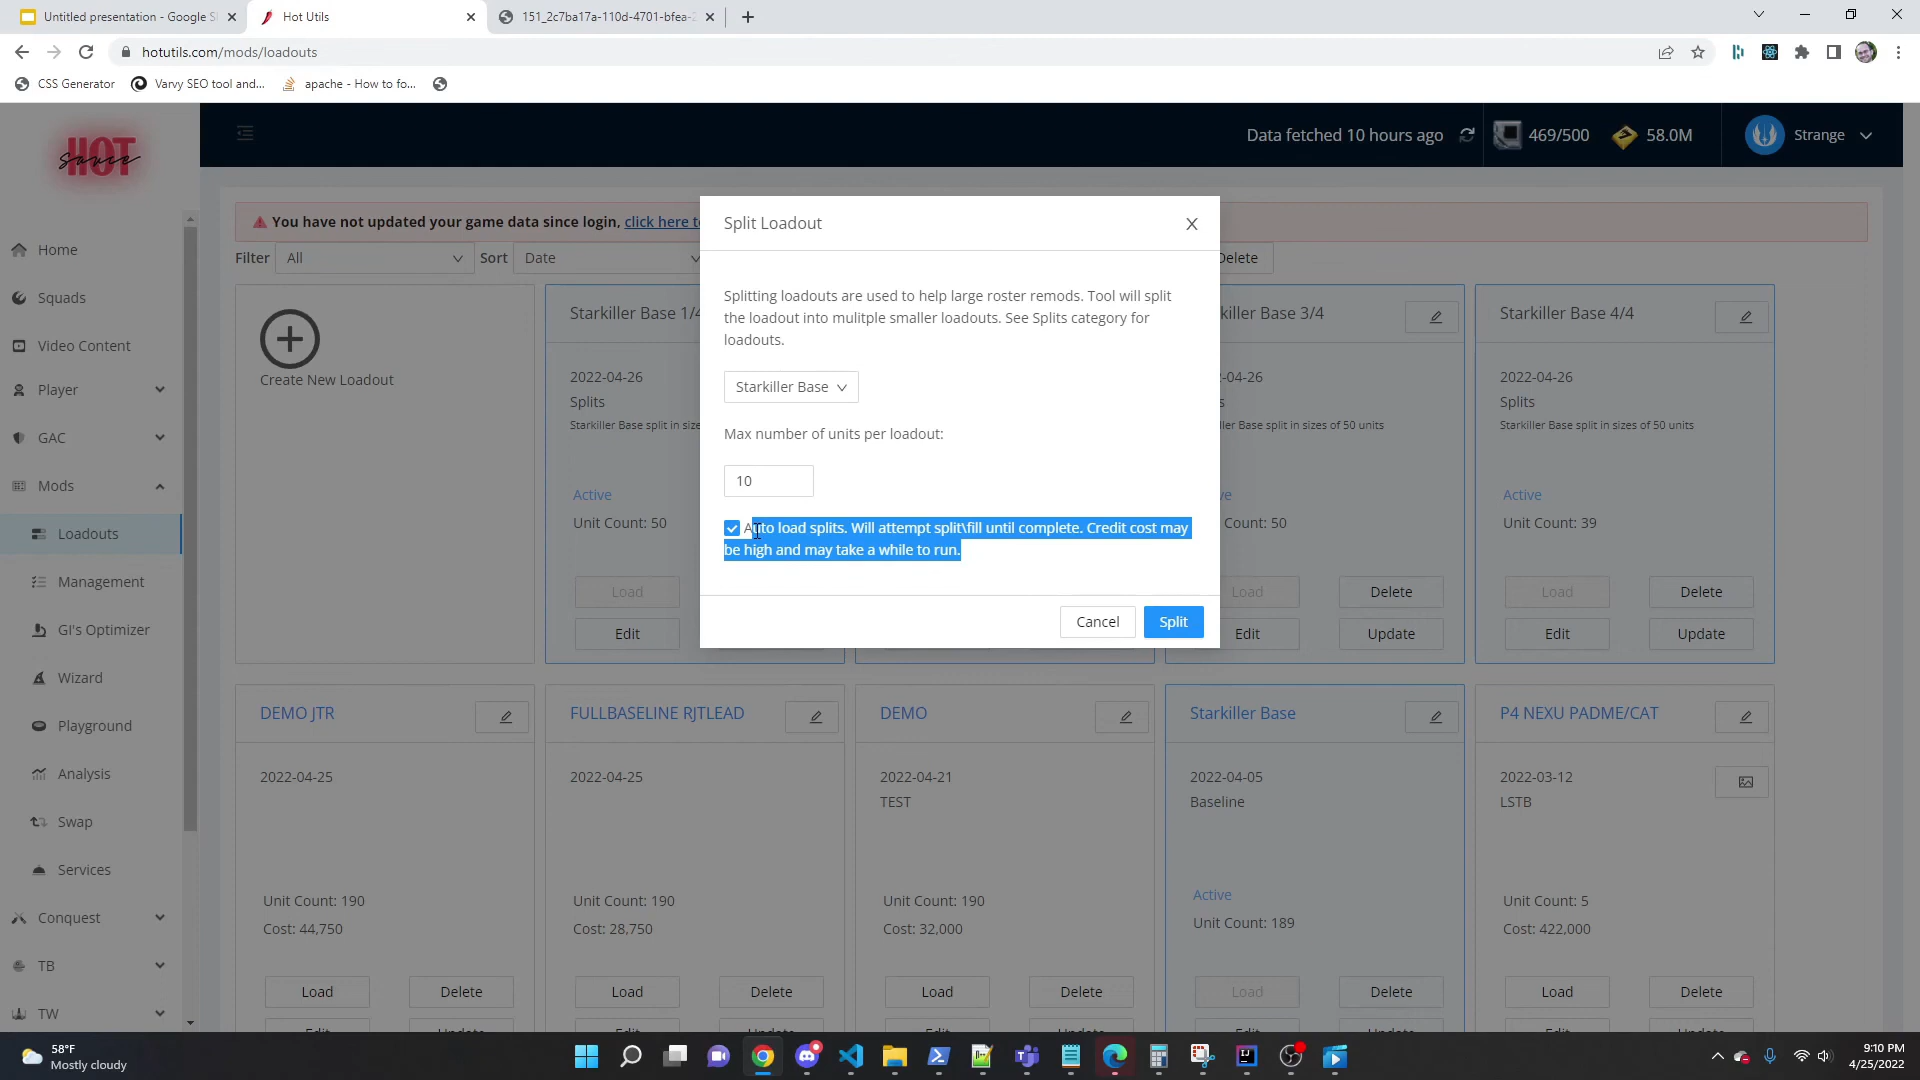 Untitled presentation - Google S
Hot Utils
151_2c7ba17a-110d-4701-bfea-2
hotutils.com/mods/loadouts
CSS Generator
Varvy SEO tool and...
apache - How to fo...
HOT
sauce
Data fetched 10 hours ago
469/500
58.0M
Strange
Home
Squads
Video Content
Player
GAC
Mods
Loadouts
Management
GI's Optimizer
Wizard
Playground
Analysis
Swap
Services
Conquest
TB
TW
You have not updated your game data since login, click here t
Filter
All
Sort
Date
Delete
Split Loadout
Splitting loadouts are used to help large roster remods. Tool will split
the loadout into mulitple smaller loadouts. See Splits category for
loadouts.
Starkiller Base
Max number of units per loadout:
10
Auto load splits. Will attempt split\fill until complete. Credit cost may
be high and may take a while to run.
Cancel
Split
Create New Loadout
Starkiller Base 1/4
2022-04-26
Splits
Starkiller Base split in size
Active
Unit Count: 50
Load
Edit
killer Base 3/4
-04-26
s
ller Base split in sizes of 50 units
ve
Count: 50
Load
Delete
Edit
Update
Starkiller Base 4/4
2022-04-26
Splits
Starkiller Base split in sizes of 50 units
Active
Unit Count: 39
Load
Delete
Edit
Update
DEMO JTR
2022-04-25
Unit Count: 190
Cost: 44,750
Load
Delete
Edit
Update
FULLBASELINE RJTLEAD
2022-04-25
Unit Count: 190
Cost: 28,750
Load
Delete
Edit
Update
DEMO
2022-04-21
TEST
Unit Count: 190
Cost: 32,000
Load
Delete
Edit
Update
Starkiller Base
2022-04-05
Baseline
Active
Unit Count: 189
Load
Delete
Edit
Update
P4 NEXU PADME/CAT
2022-03-12
LSTB
Unit Count: 5
Cost: 422,000
Load
Delete
Edit
Update
58°F
Mostly cloudy
9:10 PM
4/25/2022